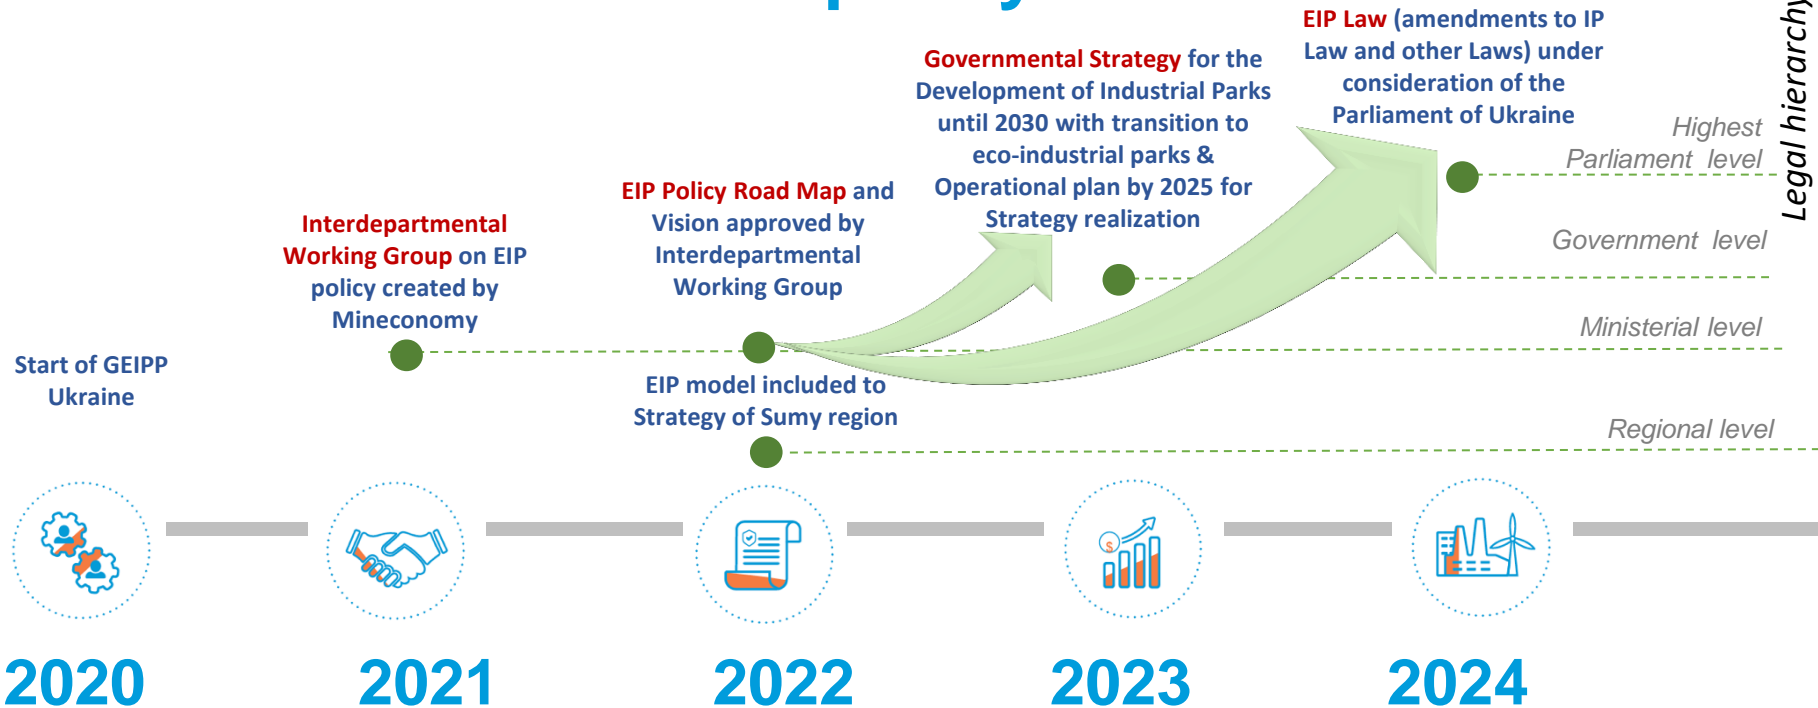 EIP Law (amendments to IP
Law and other Laws) under
consideration of the
Parliament of Ukraine
Governmental Strategy for the
Development of Industrial Parks
until 2030 with transition to
eco-industrial parks &
Operational plan by 2025 for
Strategy realization
EIP Policy Road Map and
Vision approved by
Interdepartmental
Working Group
Interdepartmental
Working Group on EIP
policy created by
Mineconomy
Start of GEIPP
Ukraine
EIP model included to
Strategy of Sumy region
Legal hierarchy
Highest
Parliament level
Government level
Ministerial level
Regional level
$
2020
2021
2022
2023
2024